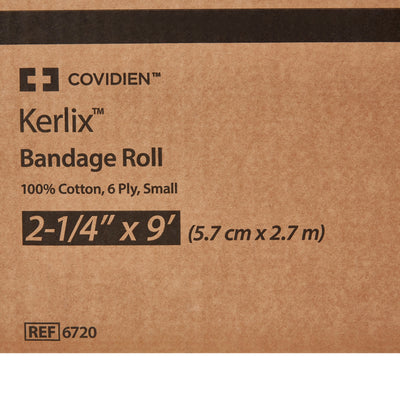 COVIDIEN™
Kerlix™
Bandage Roll
100% Cotton, 6 Ply, Small
2-1/4” x 9’ (5.7 cm x 2.7 m)
REF 6720